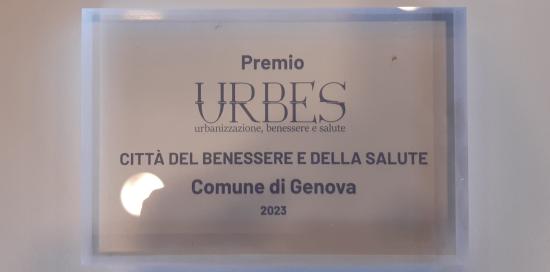 Premio
URBES
urbanizzazione, benessere e salute
CITTÀ DEL BENESSERE E DELLA SALUTE
Comune di Genova
2023